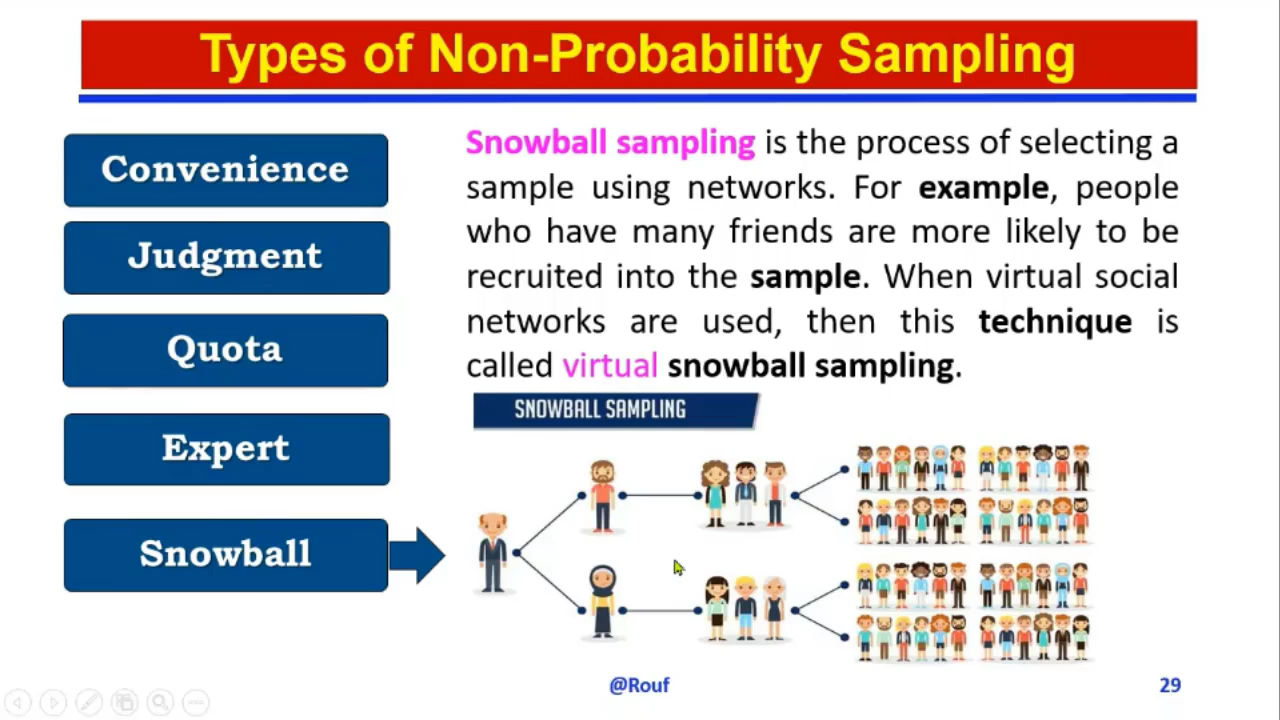 Types of Non-Probability Sampling
Convenience
Judgment
Quota
Expert
Snowball
Snowball sampling is the process of selecting a
sample using networks. For example, people
who have many friends are more likely to be
recruited into the sample. When virtual social
networks are used, then this technique is
called virtual snowball sampling.
SNOWBALL SAMPLING
@Rouf
29